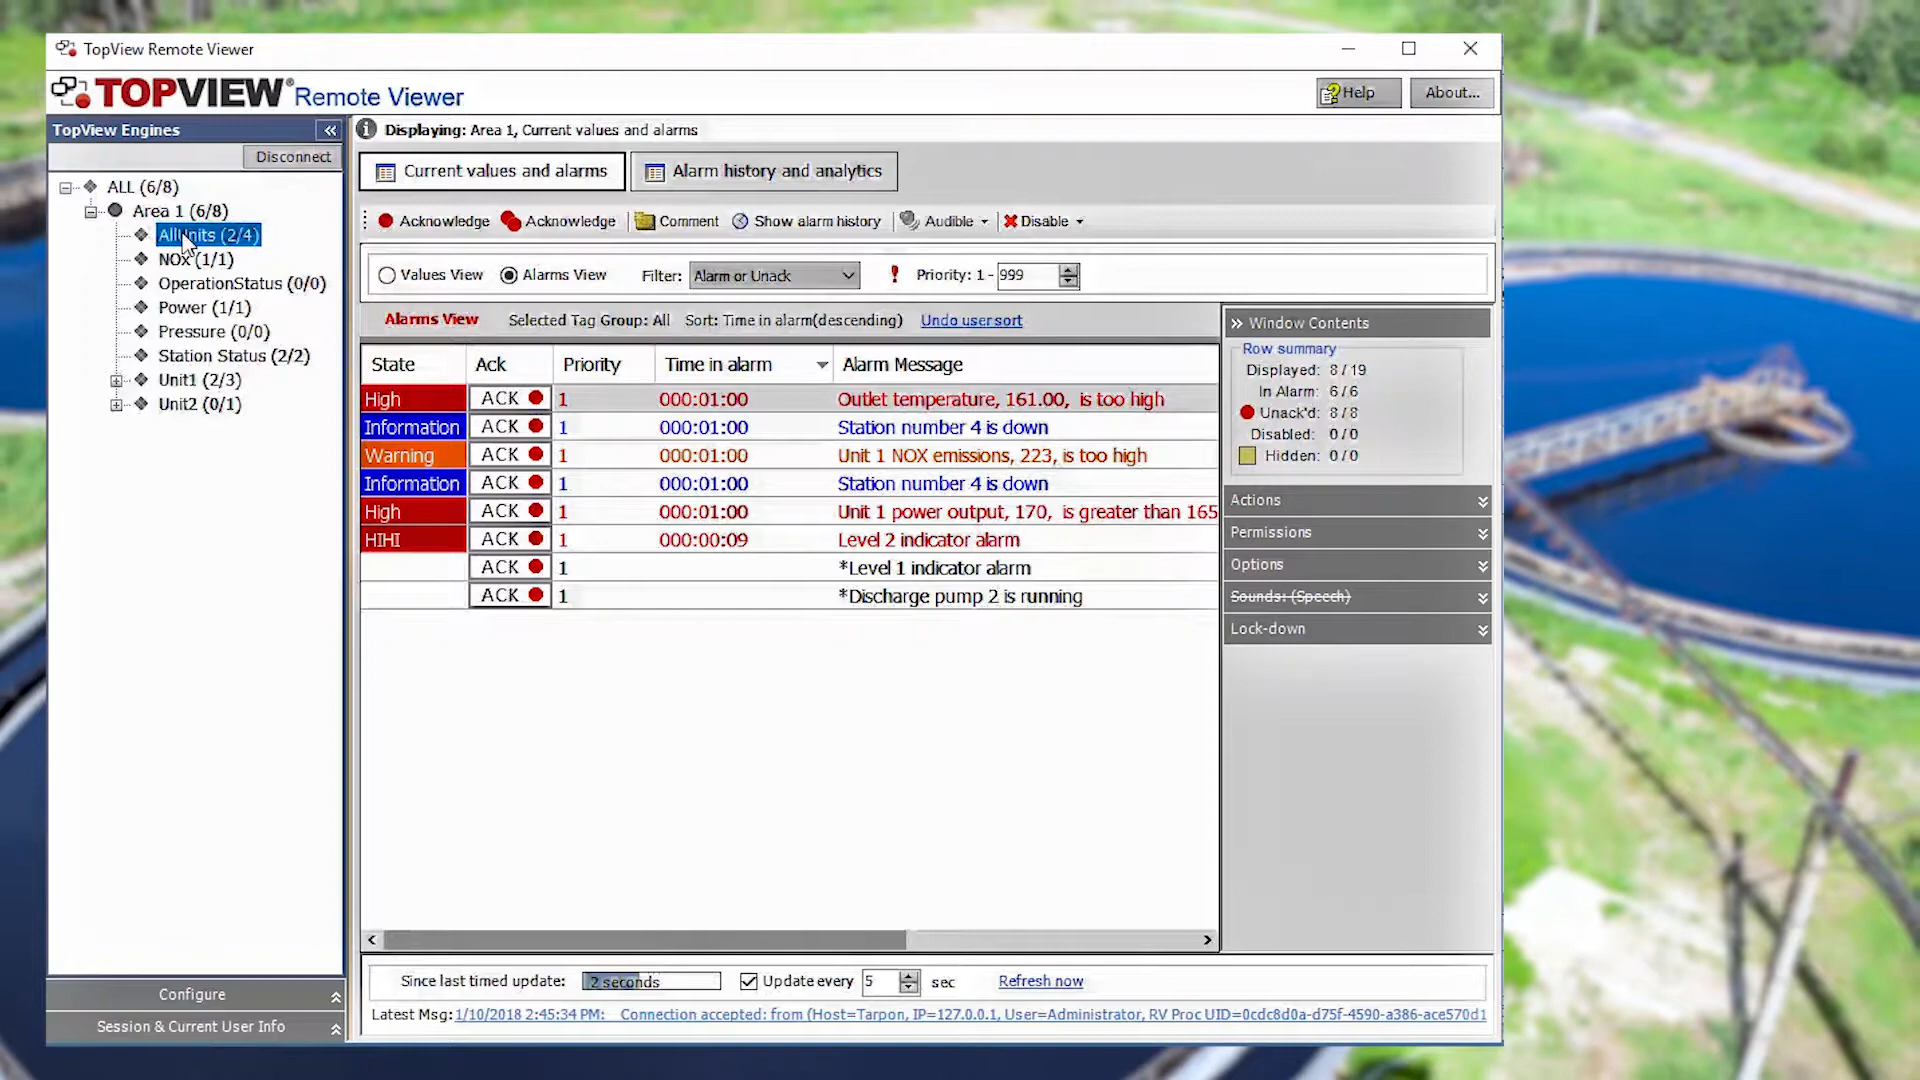 TopView Remote Viewer
TOPVIEW® Remote Viewer
Help
About...
TopView Engines
Disconnect
ALL (6/8)
Area 1 (6/8)
AllUnits (2/4)
NOX (1/1)
OperationStatus (0/0)
Power (1/1)
Pressure (0/0)
Station Status (2/2)
Unit1 (2/3)
Unit2 (0/1)
Configure
Session & Current User Info
Displaying: Area 1, Current values and alarms
Current values and alarms
Alarm history and analytics
Acknowledge Acknowledge Comment Show alarm history Audible Disable
Values View Alarms View Filter: Alarm or Unack Priority: 1 - 999
Alarms View Selected Tag Group: All Sort: Time in alarm(descending) Undo user sort
State Ack Priority Time in alarm Alarm Message
High ACK 1 000:01:00 Outlet temperature, 161.00, is too high
Information ACK 1 000:01:00 Station number 4 is down
Warning ACK 1 000:01:00 Unit 1 NOX emissions, 223, is too high
Information ACK 1 000:01:00 Station number 4 is down
High ACK 1 000:01:00 Unit 1 power output, 170, is greater than 165
HIHI ACK 1 000:00:09 Level 2 indicator alarm
ACK 1 *Level 1 indicator alarm
ACK 1 *Discharge pump 2 is running
Window Contents
Row summary
Displayed: 8 / 19
In Alarm: 6 / 6
Unack'd: 8 / 8
Disabled: 0 / 0
Hidden: 0 / 0
Actions
Permissions
Options
Sounds: (Speech)
Lock-down
Since last timed update: 2 seconds Update every 5 sec Refresh now
Latest Msg: 1/10/2018 2:45:34 PM: Connection accepted: from (Host=Tarpon, IP=127.0.0.1, User=Administrator, RV Proc UID=0cdc8d0a-d75f-4590-a386-ace570d1